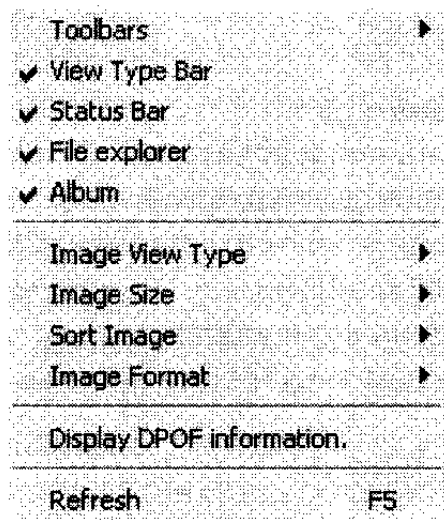 Toolbars
View Type Bar
Status Bar
File explorer
Album
Image View Type
Image Size
Sort Image
Image Format
Display DPOF information.
Refresh F5